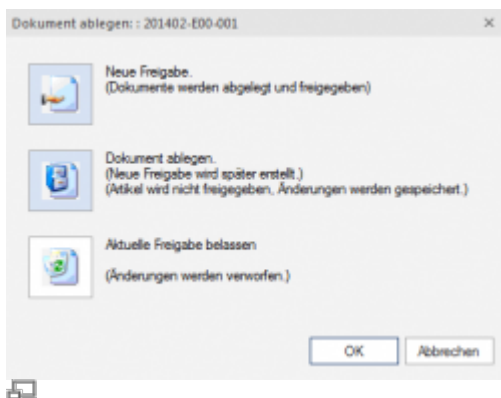 Dokument ablegen: : 201402-E00-001
Neue Freigabe.
(Dokumente werden abgelegt und freigegeben)
Dokument ablegen.
(Neue Freigabe wird später erstellt.)
(Artikel wird nicht freigegeben, Änderungen werden gespeichert.)
Aktuelle Freigabe belassen
(Änderungen werden verworfen.)
OK Abbrechen